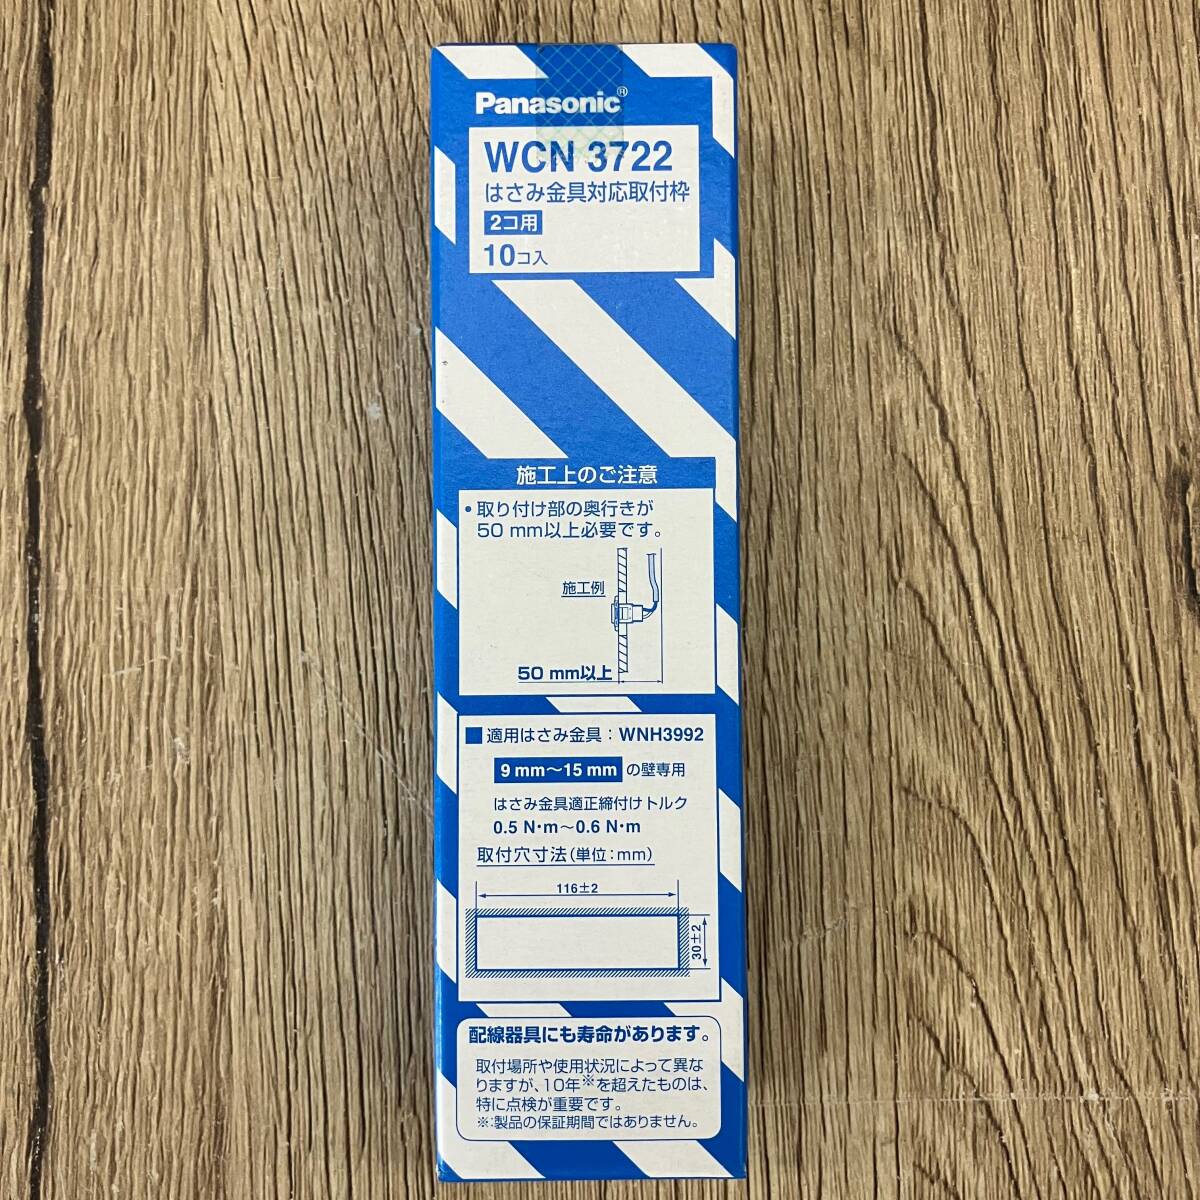 Panasonic®
WCN 3722
はさみ金具対応取付枠
2コ用
10コ入
施工上のご注意
•取り付け部の奥行きが
50 mm以上必要です。
施工例
50 mm以上
■適用はさみ金具：WNH3992
9mm～15mmの壁専用
はさみ金具適正締付けトルク
0.5 N・m～0.6 N・m
取付穴寸法(単位：mm)
116±2
30±2
配線器具にも寿命があります。
取付場所や使用状況によって異な
りますが、10年※を超えたものは、
特に点検が重要です。
※:製品の保証期間ではありません。